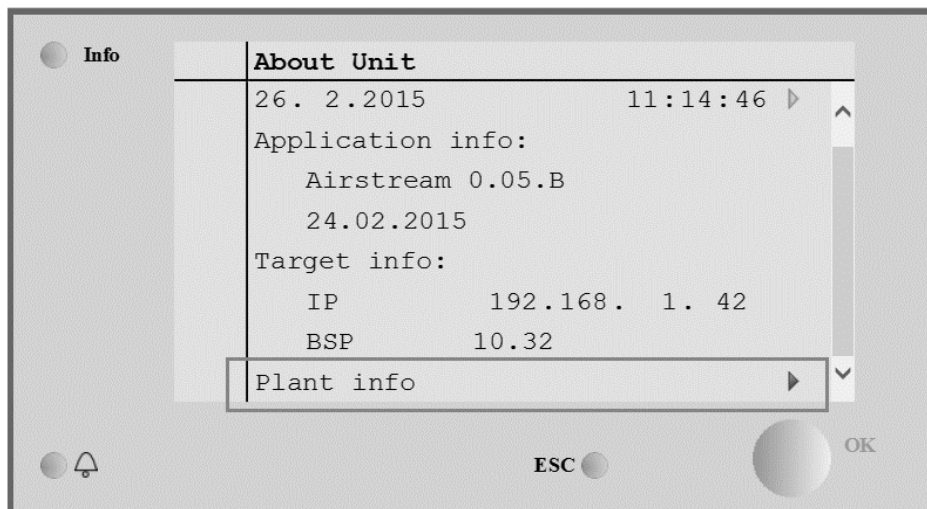 Info
About Unit
26. 2.2015 11:14:46
Application info:
Airstream 0.05.B
24.02.2015
Target info:
IP 192.168. 1. 42
BSP 10.32
Plant info
OK
ESC